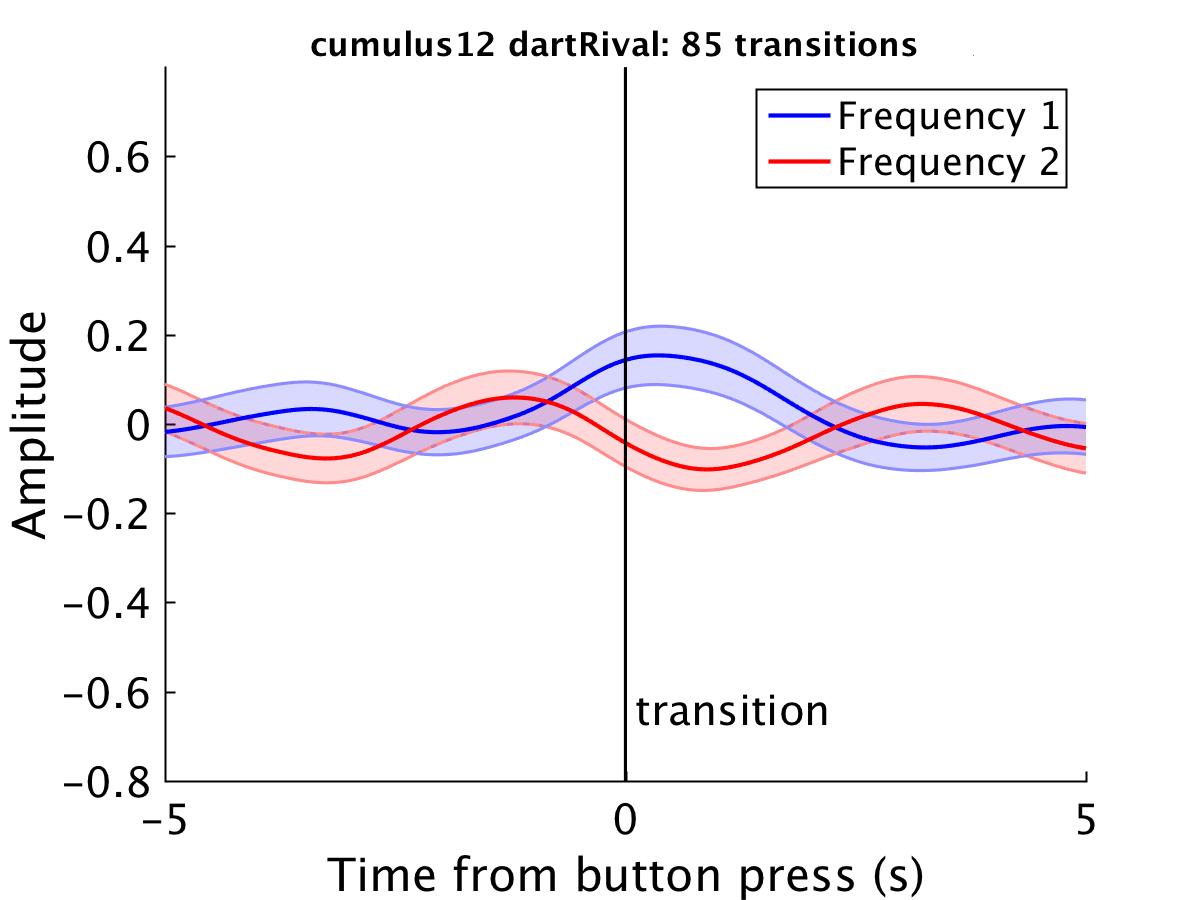 cumulus12 dartRival: 85 transitions
Frequency 1
Frequency 2
0.6
0.4
0.2
0
−0.2
−0.4
−0.6
−0.8
Amplitude
transition
−5
0
5
Time from button press (s)